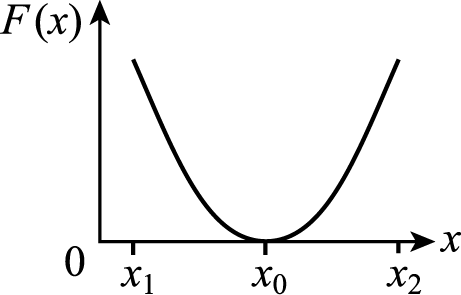 F(x)
x
0
x₁
x₀
x₂